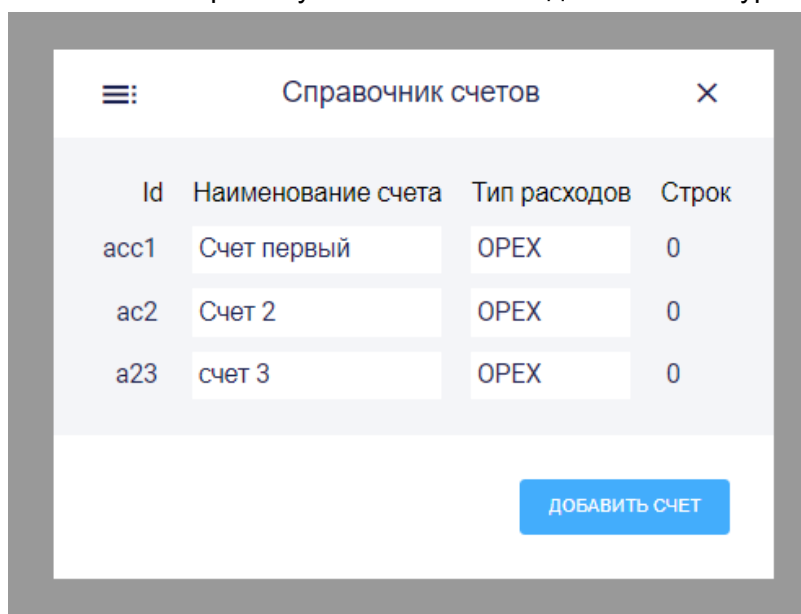 Справочник счетов
Id Наименование счета Тип расходов Строк
acc1 Счет первый OPEX 0
ac2 Счет 2 OPEX 0
a23 счет 3 OPEX 0
ДОБАВИТЬ СЧЕТ